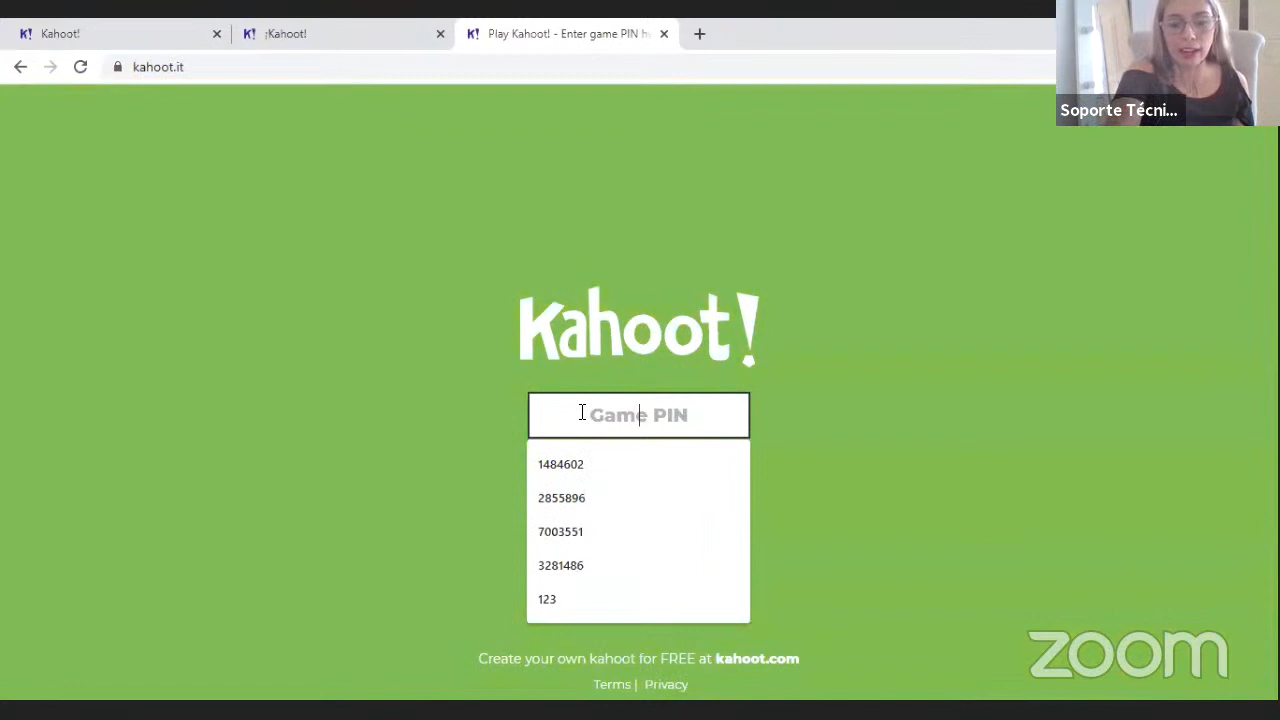 Kahoot!
¡Kahoot!
Play Kahoot! - Enter game PIN h
kahoot.it
Soporte Técni...
Kahoot!
Game PIN
1484602
2855896
7003551
3281486
123
Create your own kahoot for FREE at kahoot.com
Terms | Privacy
zoom